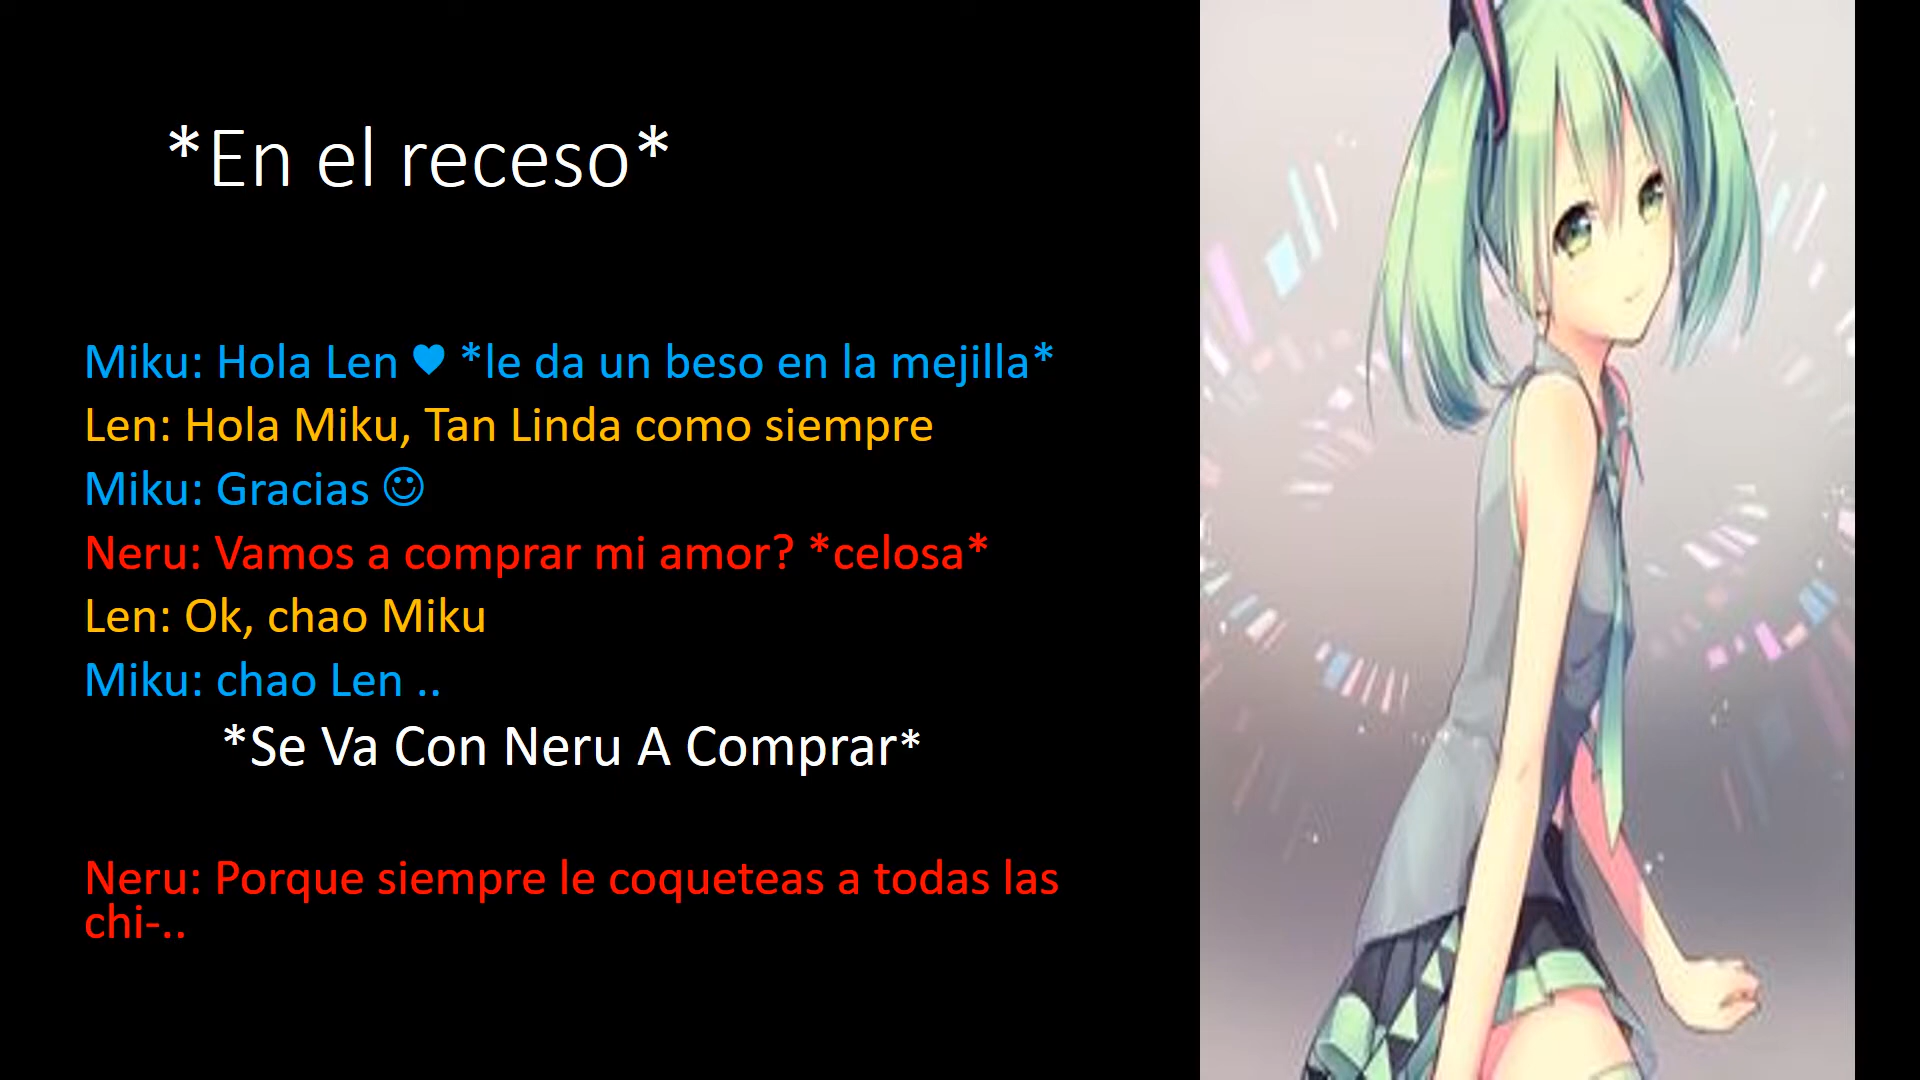 *En el receso*
Miku: Hola Len ♥ *le da un beso en la mejilla*
Len: Hola Miku, Tan Linda como siempre
Miku: Gracias ☺
Neru: Vamos a comprar mi amor? *celosa*
Len: Ok, chao Miku
Miku: chao Len ..
*Se Va Con Neru A Comprar*
Neru: Porque siempre le coqueteas a todas las
chi-..